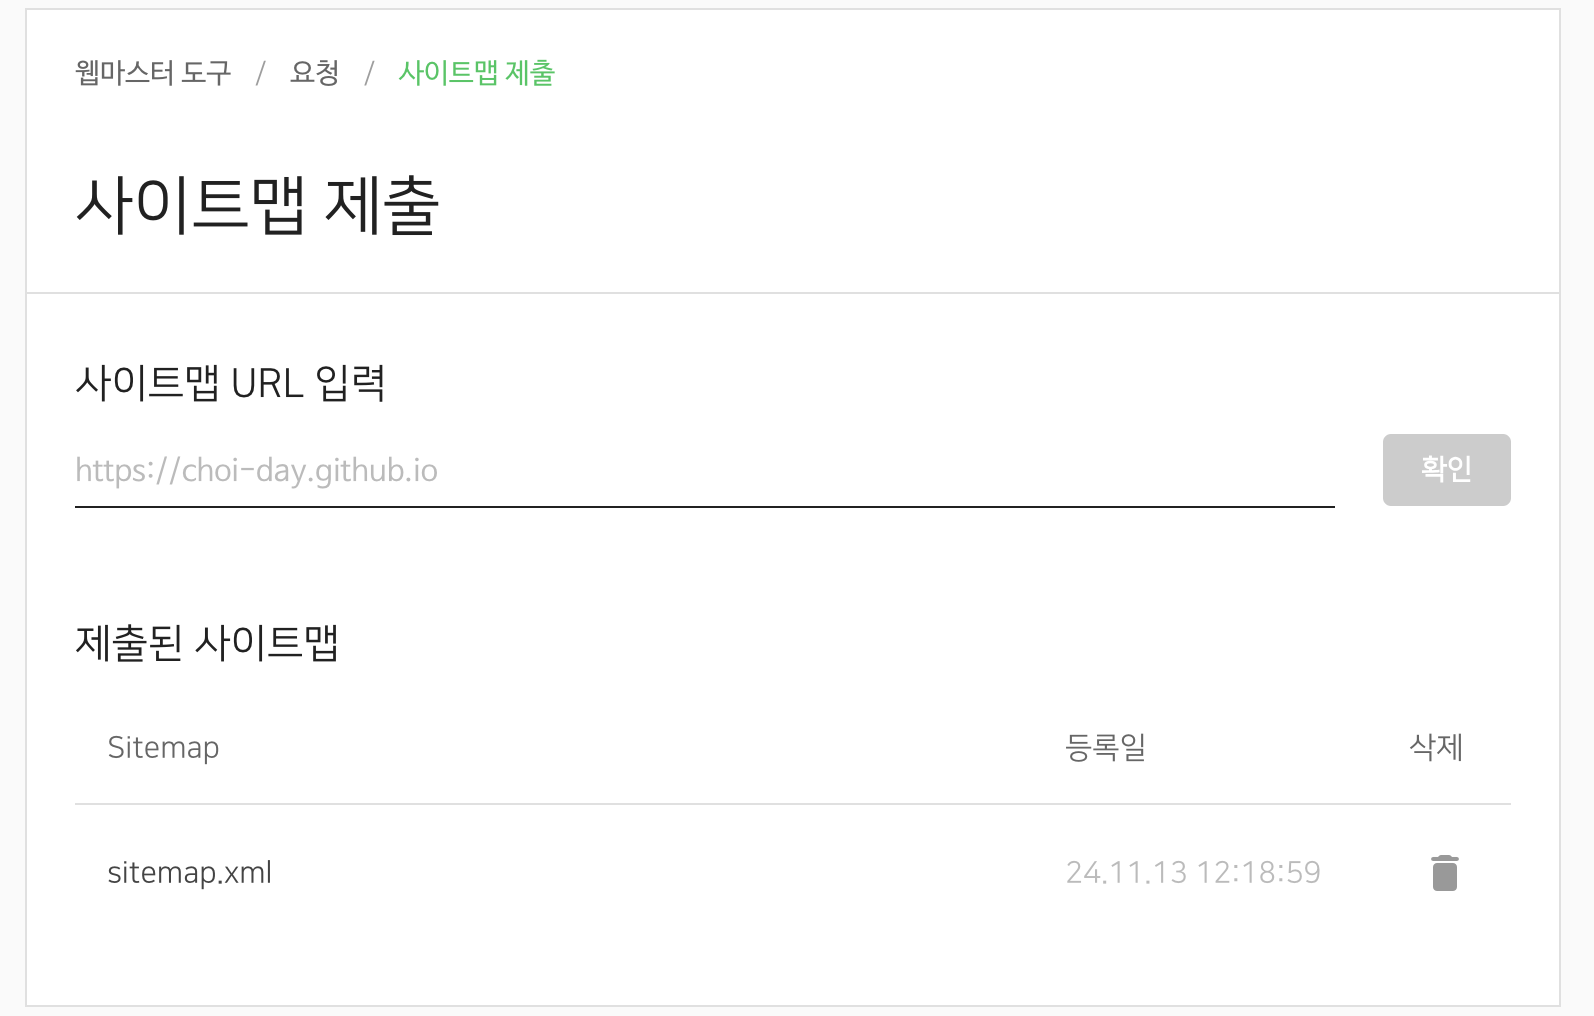 웹마스터 도구 / 요청 / 사이트맵 제출
사이트맵 제출
사이트맵 URL 입력
https://choi-day.github.io
확인
제출된 사이트맵
Sitemap 등록일 삭제
sitemap.xml 24.11.13 12:18:59